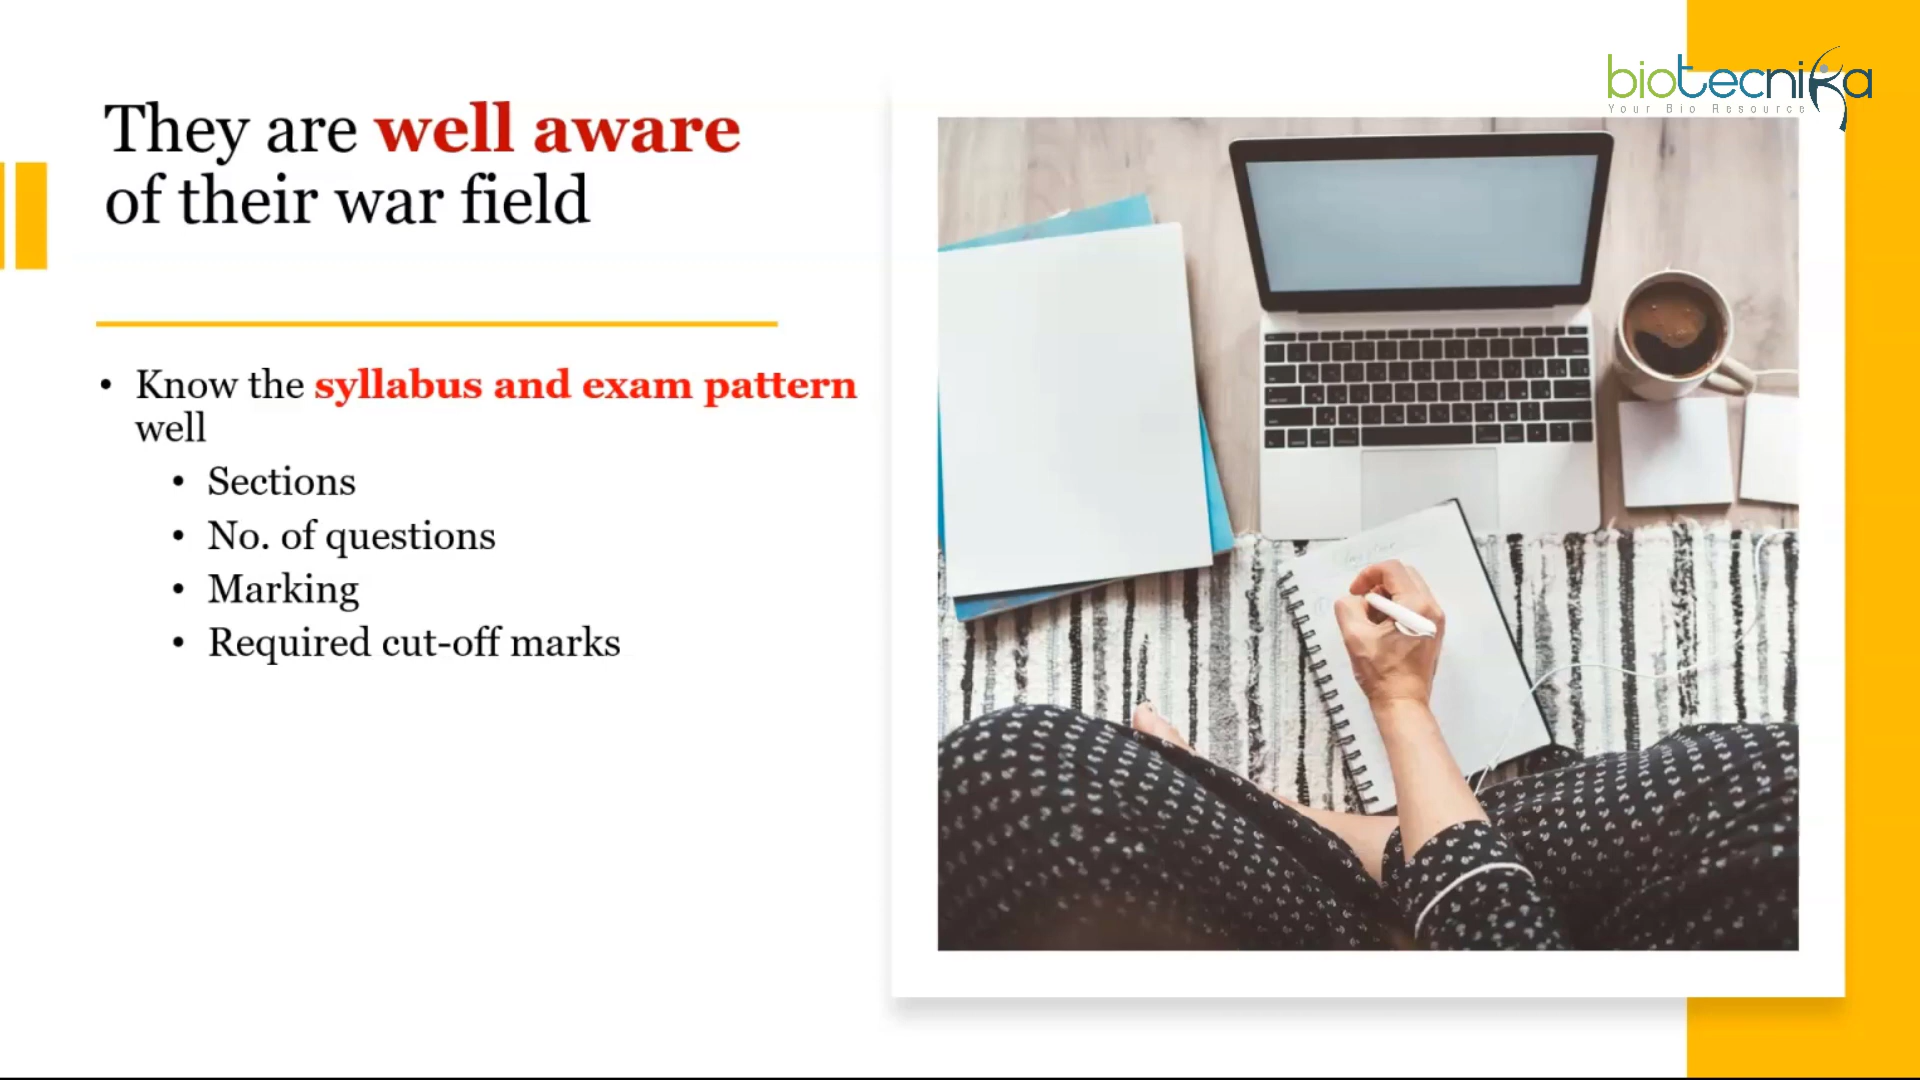 biotecnika
Your Bio Resource
They are well aware
of their war field
• Know the syllabus and exam pattern
well
• Sections
• No. of questions
• Marking
• Required cut-off marks